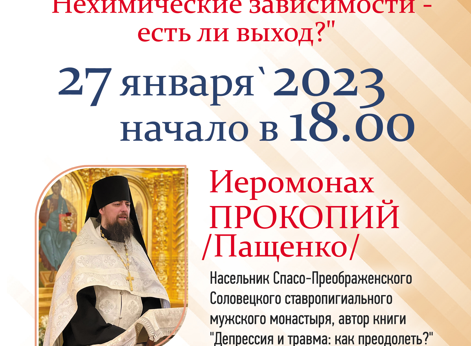 Нехимические зависимости -
есть ли выход?"
27 января` 2023
начало в 18.00
Иеромонах
ПРОКОПИЙ
/Пащенко/
Насельник Спасо-Преображенского
Соловецкого ставропигиального
мужского монастыря, автор книги
"Депрессия и травма: как преодолеть?"